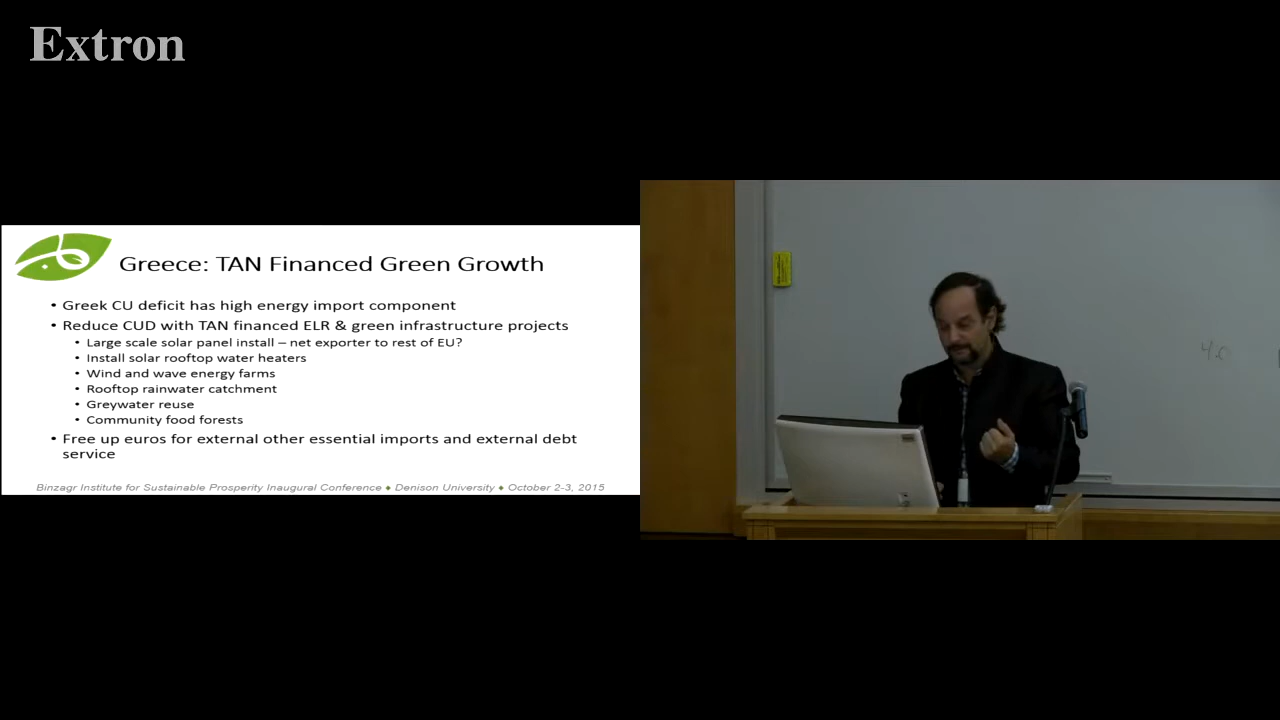 Extron
Greece: TAN Financed Green Growth
• Greek CU deficit has high energy import component
• Reduce CUD with TAN financed ELR & green infrastructure projects
• Large scale solar panel install – net exporter to rest of EU?
• Install solar rooftop water heaters
• Wind and wave energy farms
• Rooftop rainwater catchment
• Greywater reuse
• Community food forests
• Free up euros for external other essential imports and external debt
service
Binzagr Institute for Sustainable Prosperity Inaugural Conference ♦ Denison University ♦ October 2-3, 2015